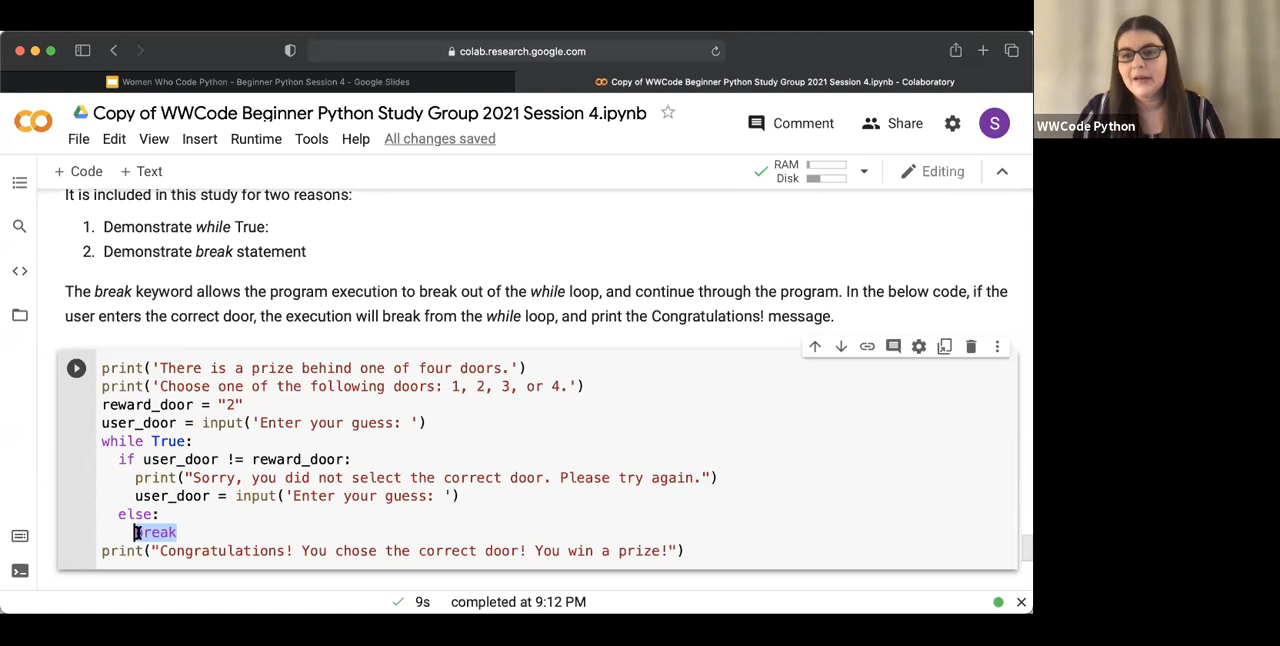 colab.research.google.com
Women Who Code Python - Beginner Python Session 4 - Google Slides
Copy of WWCode Beginner Python Study Group 2021 Session 4.ipynb - Colaboratory
Copy of WWCode Beginner Python Study Group 2021 Session 4.ipynb
Comment
Share
S
File Edit View Insert Runtime Tools Help All changes saved
+ Code + Text
RAM
Disk
Editing
It is included in this study for two reasons:
1. Demonstrate while True:
2. Demonstrate break statement
The break keyword allows the program execution to break out of the while loop, and continue through the program. In the below code, if the
user enters the correct door, the execution will break from the while loop, and print the Congratulations! message.
print('There is a prize behind one of four doors.')
print('Choose one of the following doors: 1, 2, 3, or 4.')
reward_door = "2"
user_door = input('Enter your guess: ')
while True:
if user_door != reward_door:
print("Sorry, you did not select the correct door. Please try again.")
user_door = input('Enter your guess: ')
else:
break
print("Congratulations! You chose the correct door! You win a prize!")
9s completed at 9:12 PM
WWCode Python